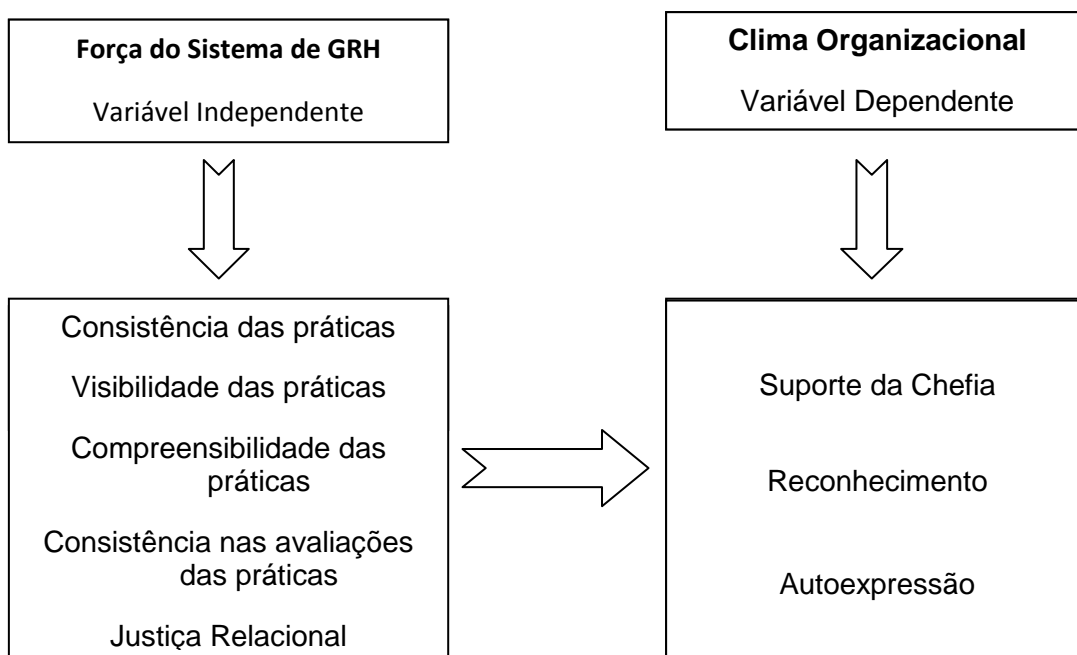 Força do Sistema de GRH
Variável Independente
Clima Organizacional
Variável Dependente
Consistência das práticas
Visibilidade das práticas
Compreensibilidade das
práticas
Consistência nas avaliações
das práticas
Justiça Relacional
Suporte da Chefia
Reconhecimento
Autoexpressão